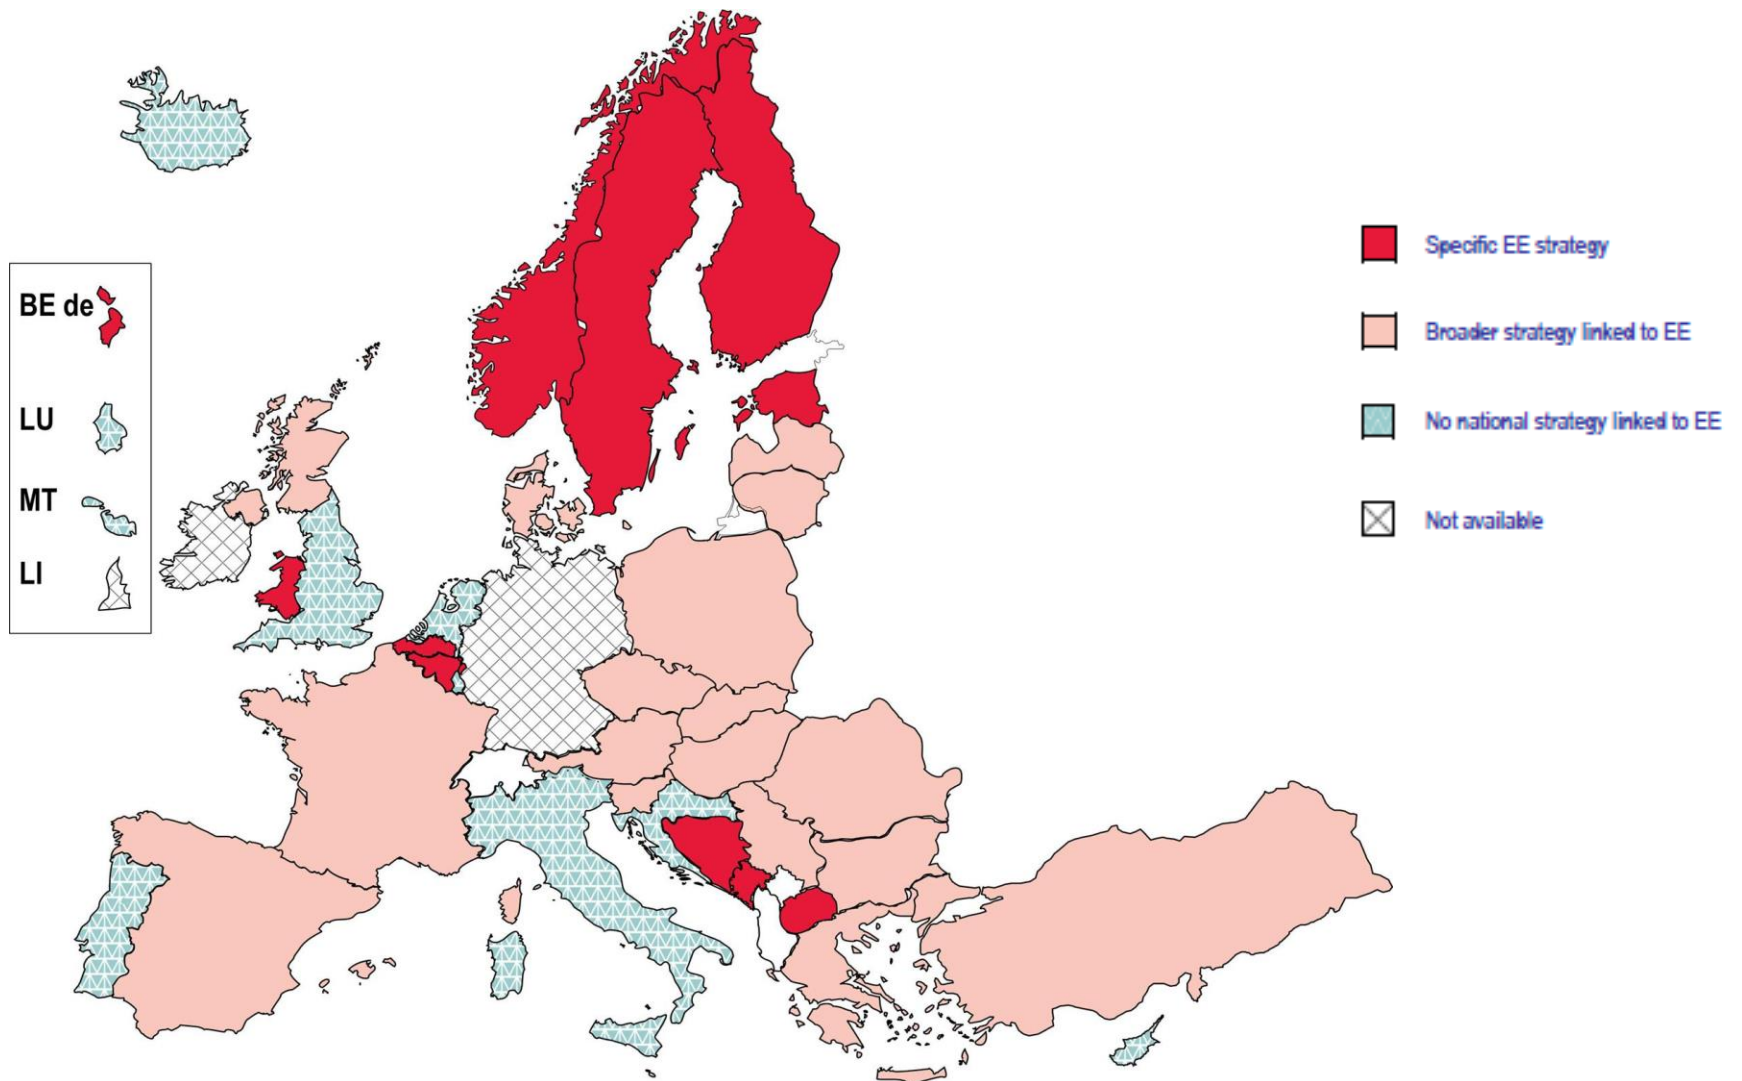 BE de
LU
MT
LI
Specific EE strategy
Broader strategy linked to EE
No national strategy linked to EE
Not available